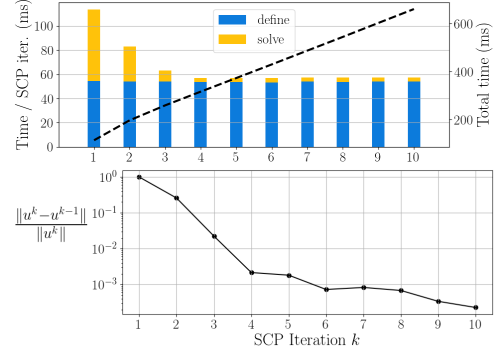 Time / SCP iter. (ms)
100
80
60
40
20
0
define
solve
600
400
200
Total time (ms)
1 2 3 4 5 6 7 8 9 10
‖u^k−u^{k−1}‖
‖u^k‖
10^0
10^{−1}
10^{−2}
10^{−3}
1 2 3 4 5 6 7 8 9 10
SCP Iteration k